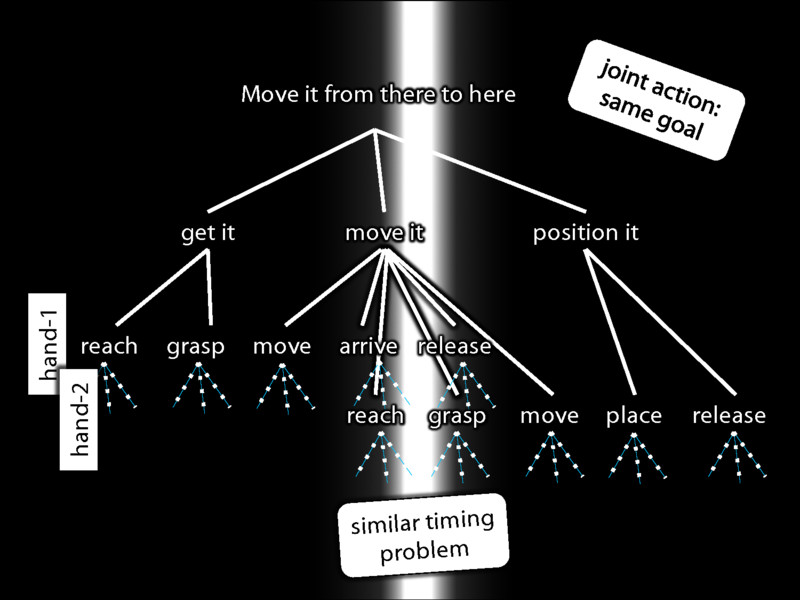 Move it from there to here
joint action:
same goal
get it
move it
position it
hand-1
reach
grasp
move
arrive
release
hand-2
reach
grasp
move
place
release
similar timing
problem